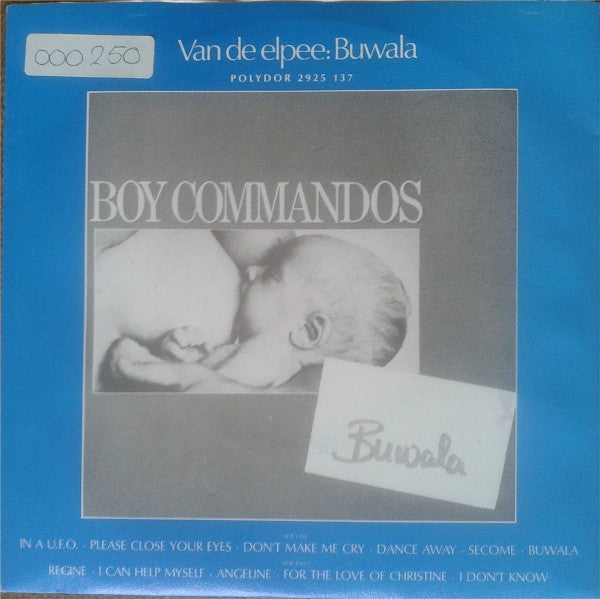 000 250
Van de elpee: Buwala
POLYDOR 2925 137
BOY COMMANDOS
Buwala
IN A U.F.O. · PLEASE CLOSE YOUR EYES · DON'T MAKE ME CRY · DANCE AWAY · SECOME · BUWALA
REGINE · I CAN HELP MYSELF · ANGELINE · FOR THE LOVE OF CHRISTINE · I DON'T KNOW